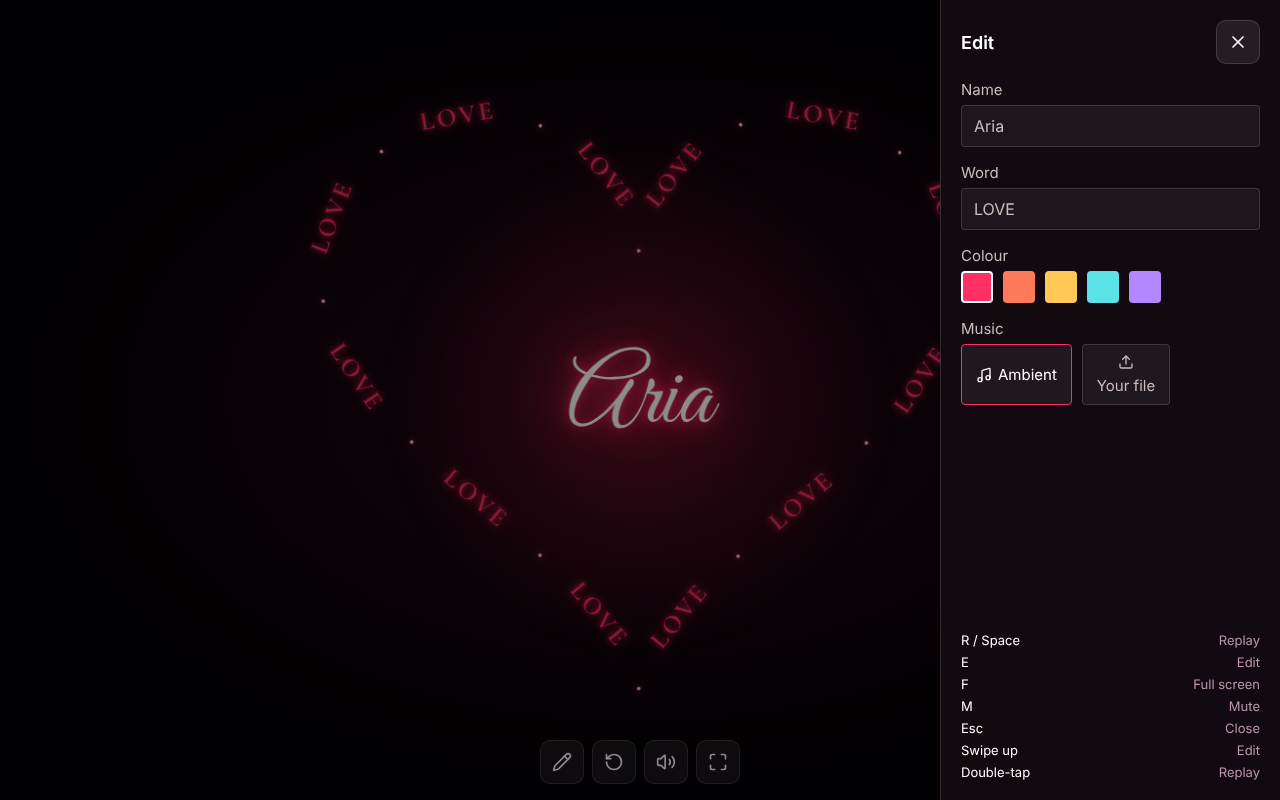 LOVE
LOVE
LOVE
LOVE
LOVE
LOVE
LOVE
LOVE
LOVE
LOVE
LOVE
LOVE
Aria
Edit
Name
Aria
Word
LOVE
Colour
Music
Ambient
Your file
R / Space Replay
E Edit
F Full screen
M Mute
Esc Close
Swipe up Edit
Double-tap Replay